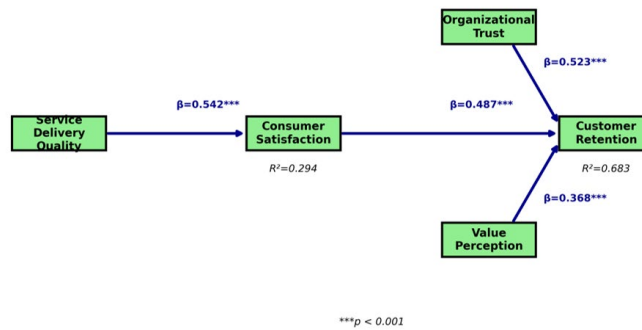 Organizational
Trust
β=0.523***
β=0.542***
β=0.487***
Service
Delivery
Quality
Consumer
Satisfaction
Customer
Retention
R²=0.294
R²=0.683
β=0.368***
Value
Perception
***p < 0.001